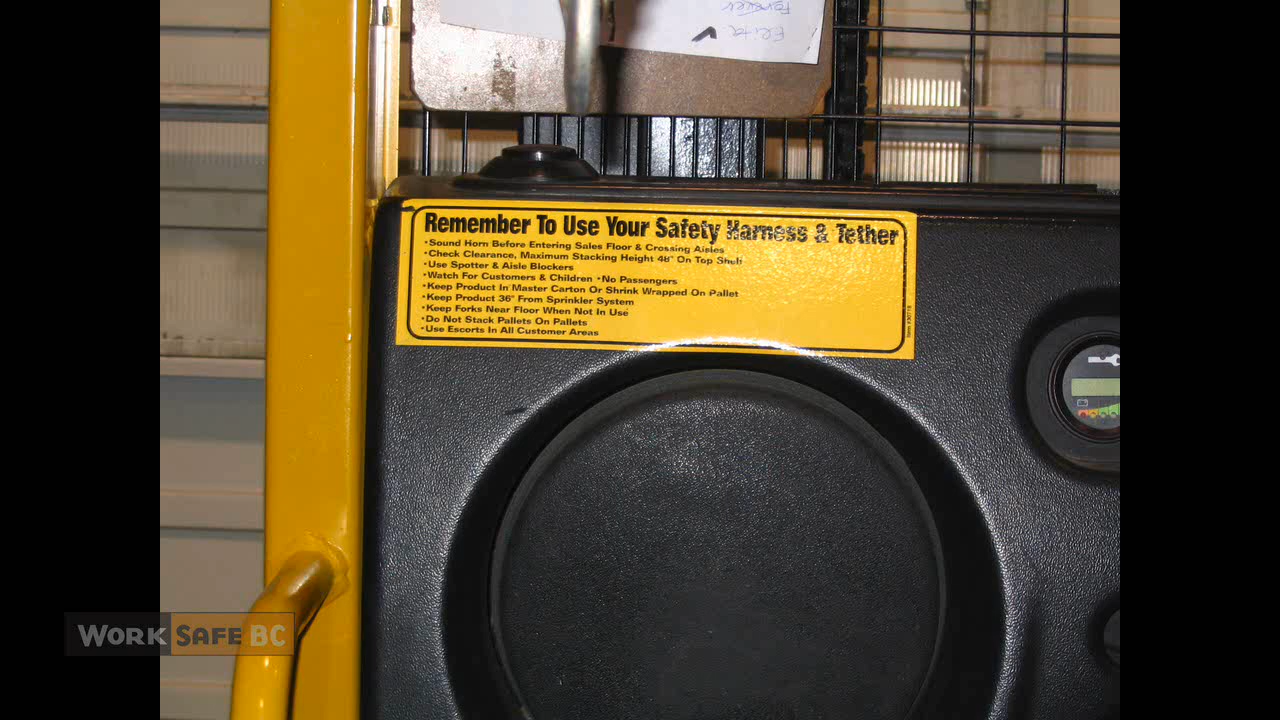 Remember To Use Your Safety Harness & Tether
•Sound Horn Before Entering Sales Floor & Crossing Aisles
•Check Clearance, Maximum Stacking Height 48" On Top Shelf
•Use Spotter & Aisle Blockers
•Watch For Customers & Children •No Passengers
•Keep Product In Master Carton Or Shrink Wrapped On Pallet
•Keep Product 36" From Sprinkler System
•Keep Forks Near Floor When Not In Use
•Do Not Stack Pallets On Pallets
•Use Escorts In All Customer Areas
WORK SAFE BC